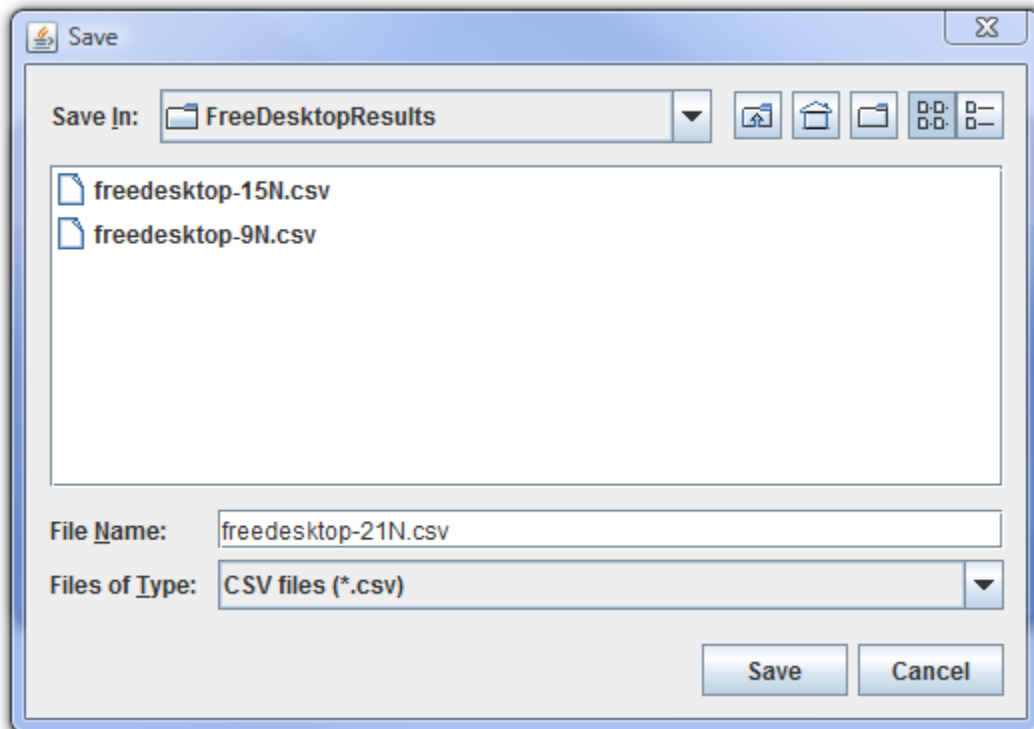 Save
Save In: FreeDesktopResults
freedesktop-15N.csv
freedesktop-9N.csv
File Name: freedesktop-21N.csv
Files of Type: CSV files (*.csv)
Save Cancel